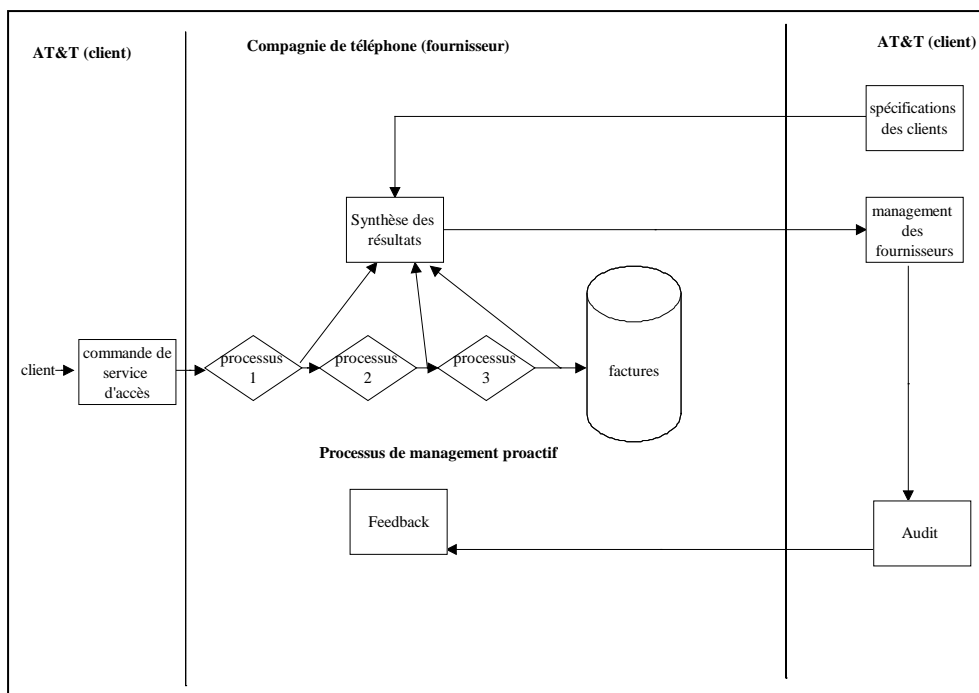 AT&T (client)
Compagnie de téléphone (fournisseur)
AT&T (client)
spécifications
des clients
Synthèse des
résultats
management
des
fournisseurs
client
commande de
service
d'accès
processus
1
processus
2
processus
3
factures
Processus de management proactif
Feedback
Audit